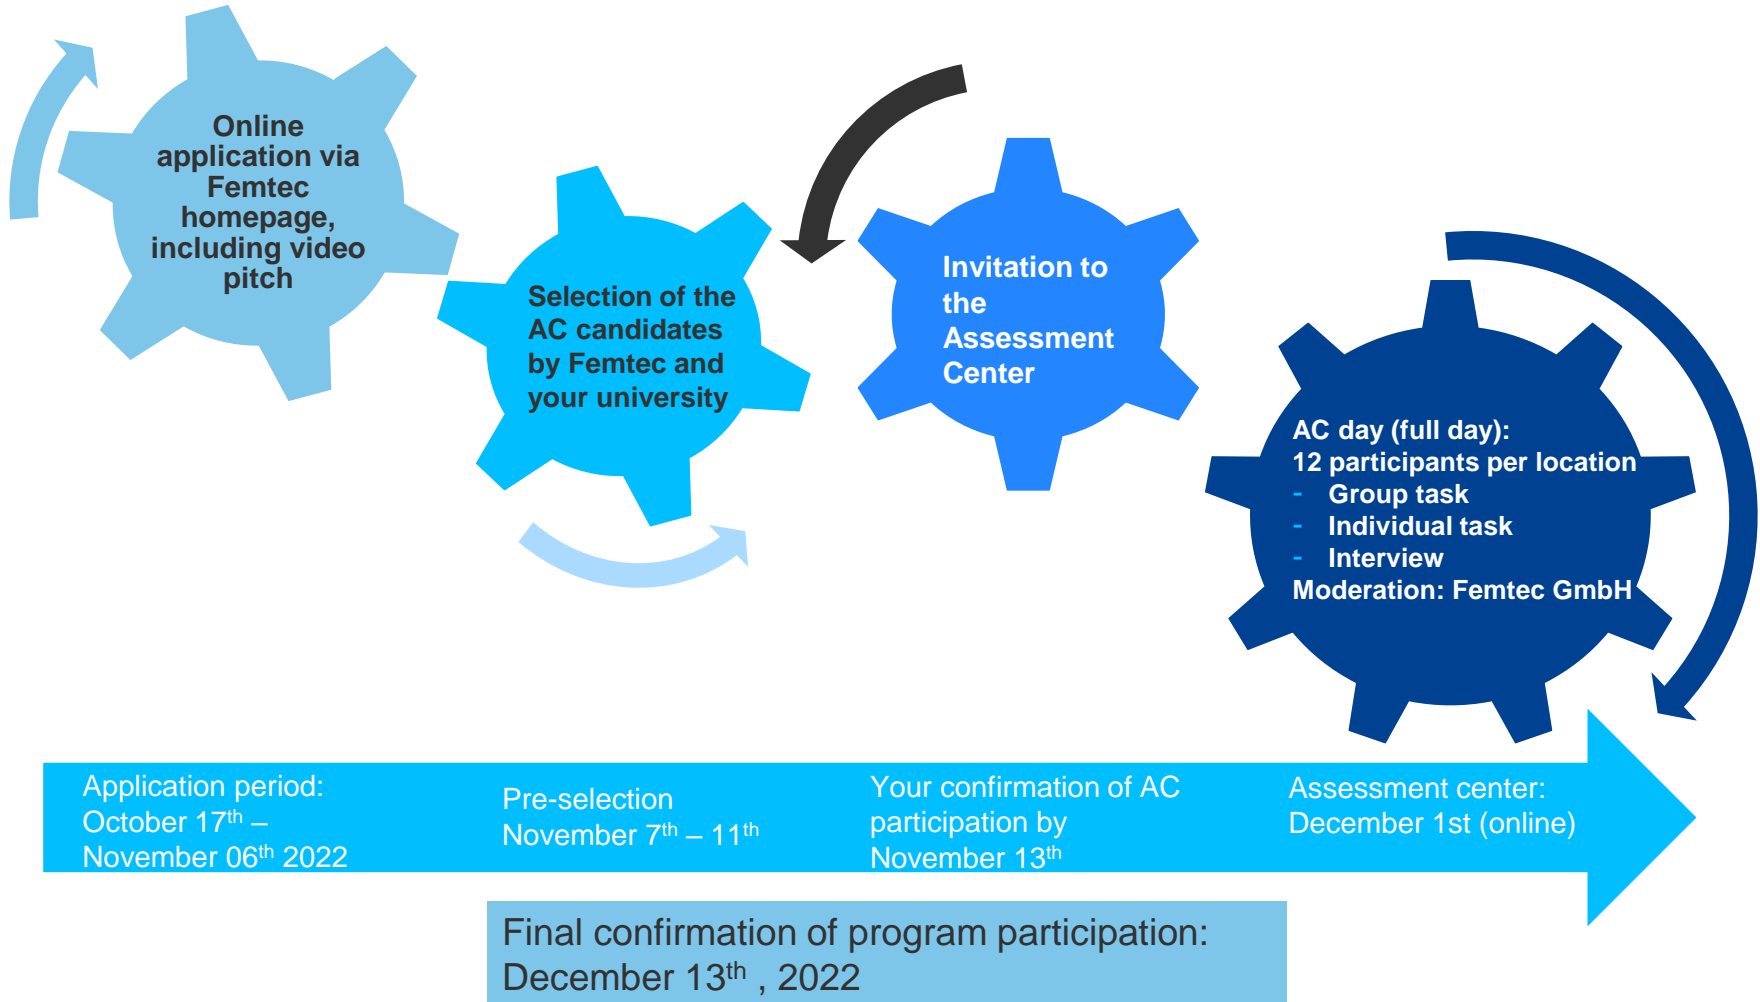 Online
application via
Femtec
homepage,
including video
pitch
Selection of the
AC candidates
by Femtec and
your university
Invitation to
the
Assessment
Center
AC day (full day):
12 participants per location
- Group task
- Individual task
- Interview
Moderation: Femtec GmbH
Application period:
October 17th –
November 06th 2022
Pre-selection
November 7th – 11th
Your confirmation of AC
participation by
November 13th
Assessment center:
December 1st (online)
Final confirmation of program participation:
December 13th , 2022